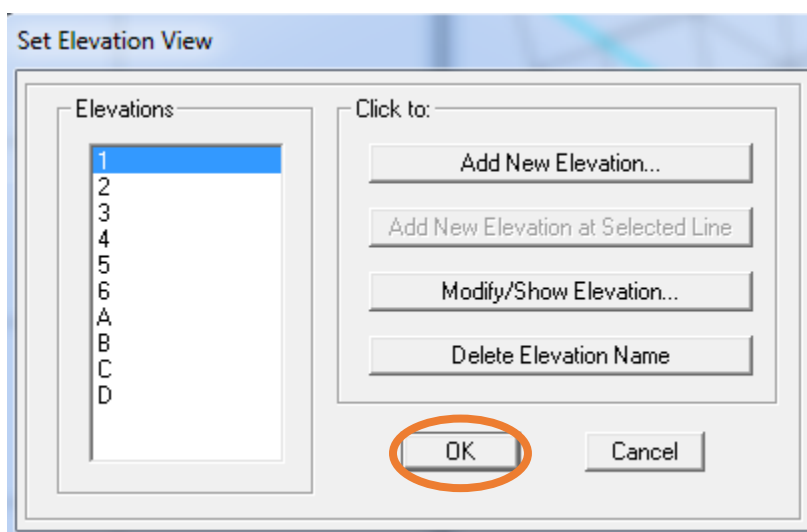 Set Elevation View
Elevations
1
2
3
4
5
6
A
B
C
D
Click to:
Add New Elevation...
Add New Elevation at Selected Line
Modify/Show Elevation...
Delete Elevation Name
OK
Cancel